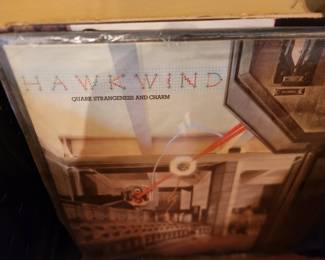 HAWKWIND
QUARK STRANGENESS AND CHARM